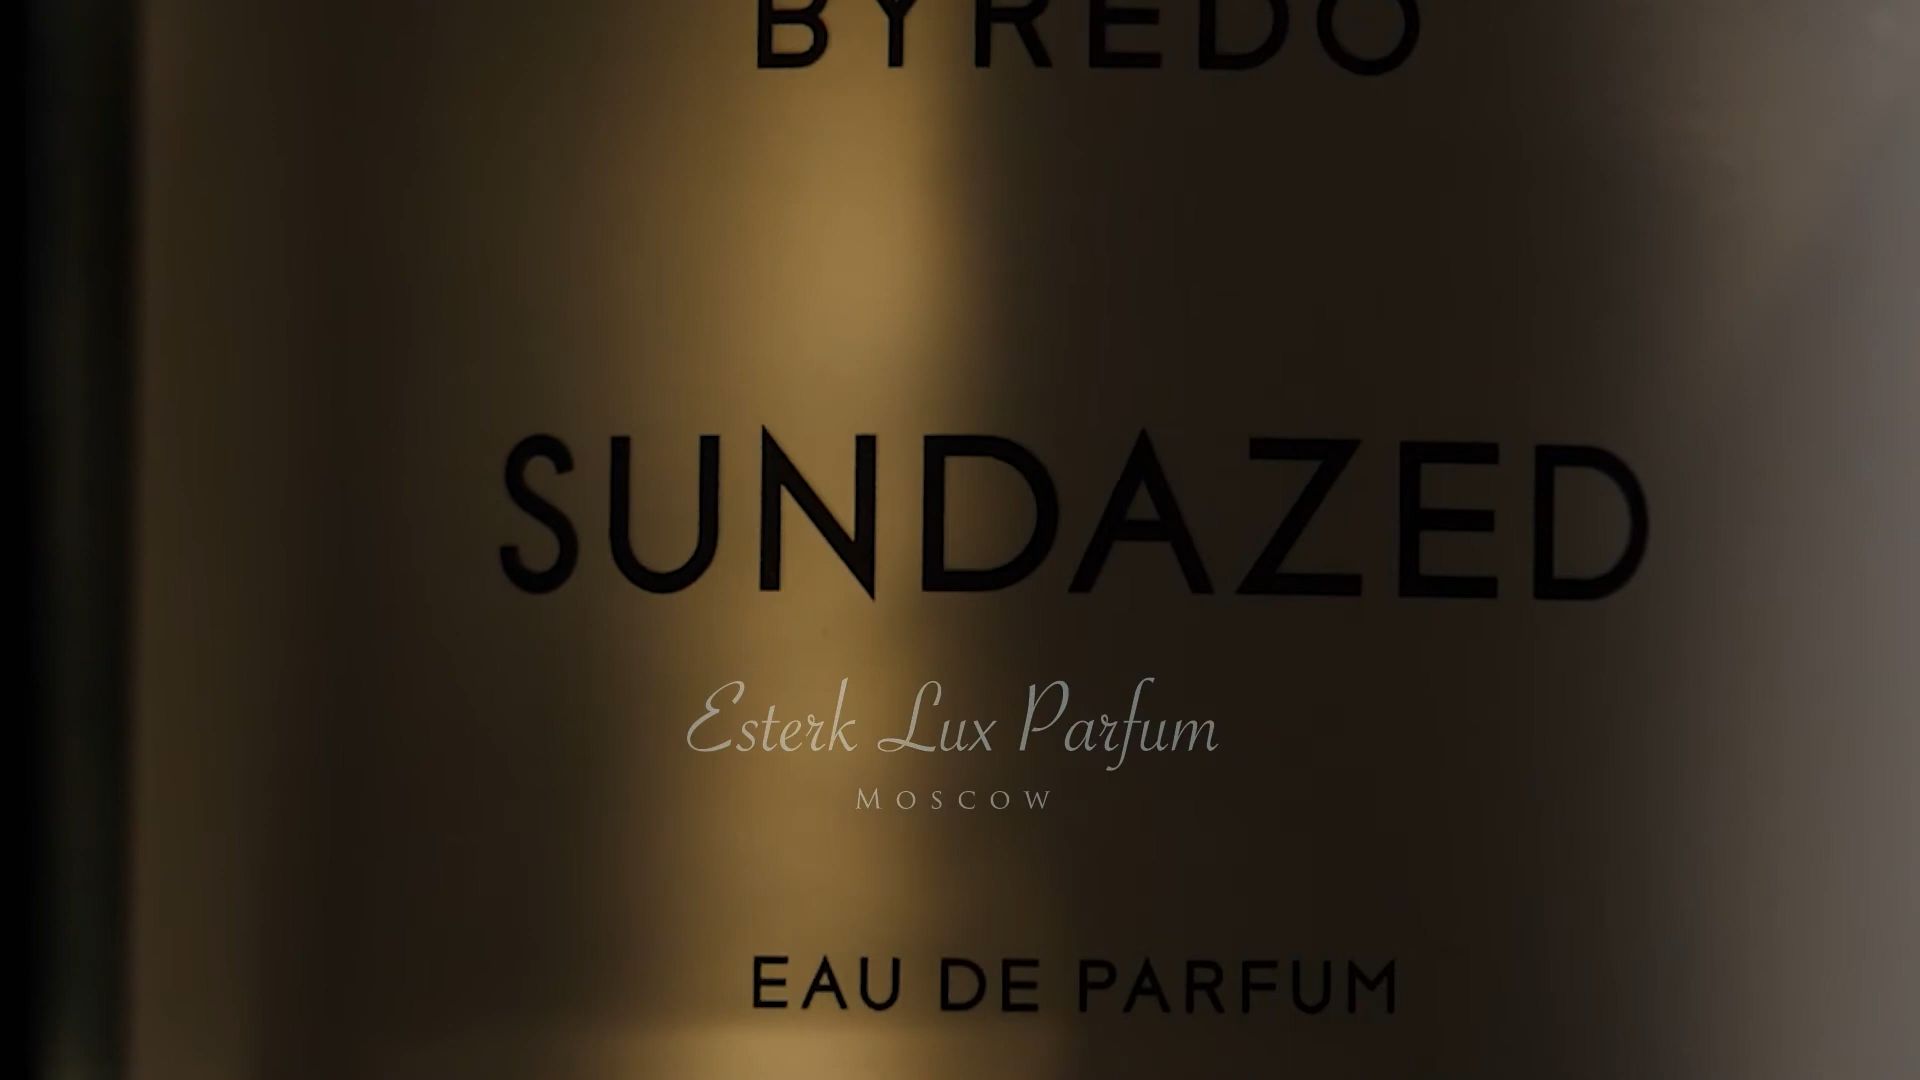 BYREDO
SUNDAZED
Esterk Lux Parfum
MOSCOW
EAU DE PARFUM